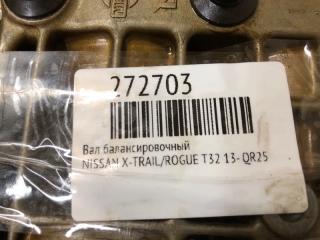 272703
Вал балансировочный
NISSAN X-TRAIL/ROGUE T32 13- QR25